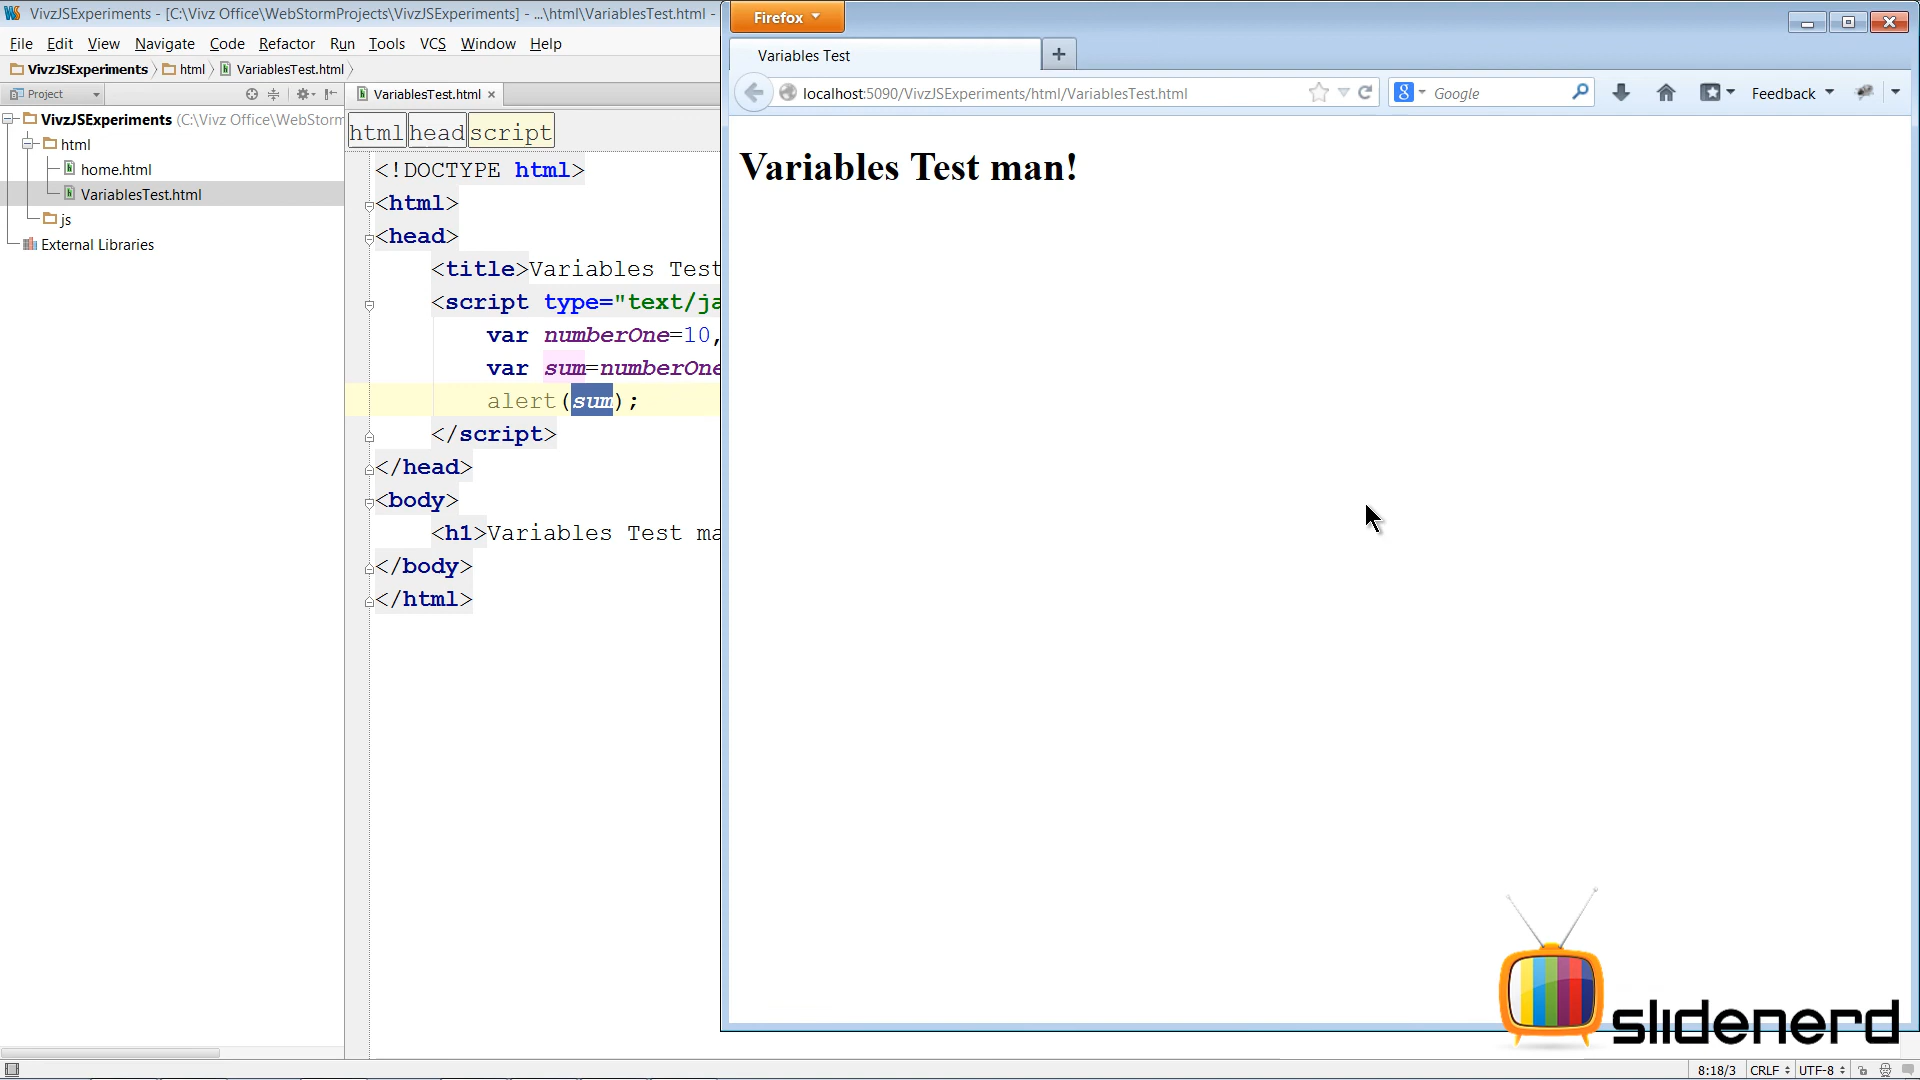 VivzJSExperiments - [C:\Vivz Office\WebStormProjects\VivzJSExperiments] - ...\html\VariablesTest.html -
File Edit View Navigate Code Refactor Run Tools VCS Window Help
VivzJSExperiments html VariablesTest.html
Project
VivzJSExperiments (C:\Vivz Office\WebStorm
html
home.html
VariablesTest.html
js
External Libraries
VariablesTest.html
html head script
<!DOCTYPE html>
<html>
<head>
<title>Variables Test
<script type="text/ja
var numberOne=10,
var sum=numberOne
alert(sum);
</script>
</head>
<body>
<h1>Variables Test ma
</body>
</html>
Firefox
Variables Test
localhost:5090/VivzJSExperiments/html/VariablesTest.html
Google
Feedback
Variables Test man!
slidenerd
8:18/3 CRLF UTF-8